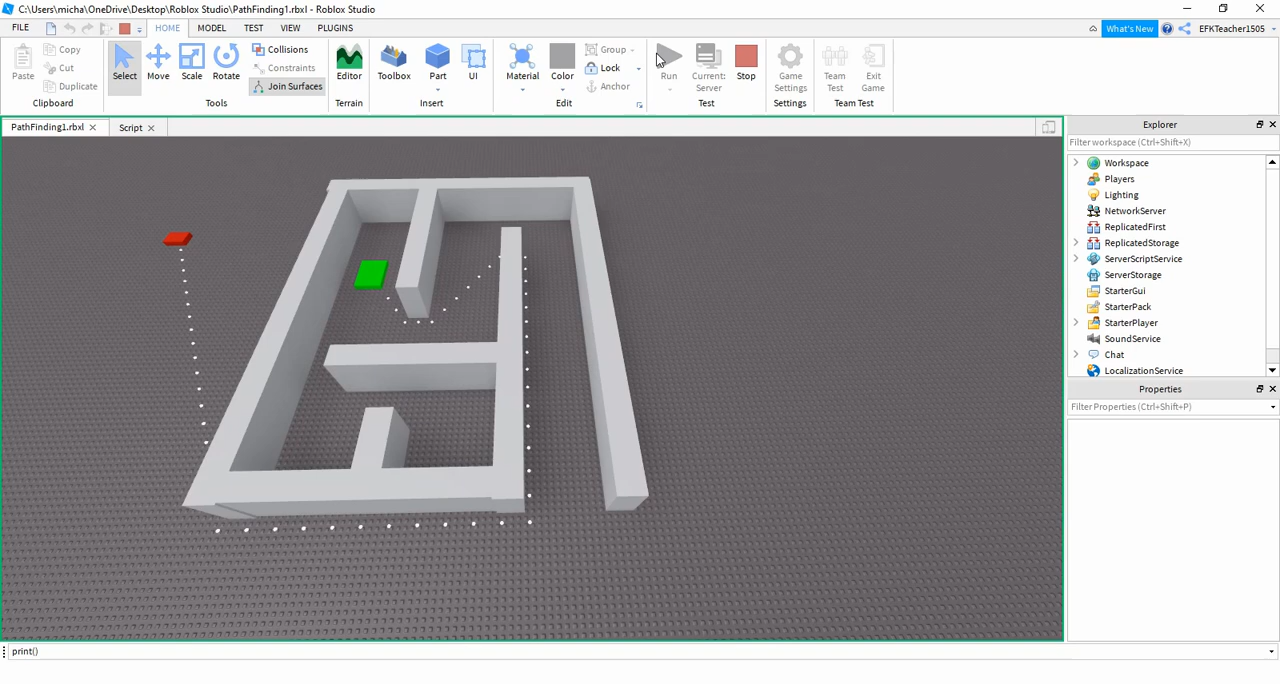 C:\Users\micha\OneDrive\Desktop\Roblox Studio\PathFinding1.rbxl - Roblox Studio
FILE HOME MODEL TEST VIEW PLUGINS What's New EFKTeacher1505
Paste Copy Cut Duplicate Select Move Scale Rotate Collisions Constraints Join Surfaces Editor Toolbox Part UI Material Color Group Lock Anchor Run Current: Server Stop Game Settings Team Test Exit Game
Clipboard Tools Terrain Insert Edit Test Settings Team Test
PathFinding1.rbxl Script
Explorer
Filter workspace (Ctrl+Shift+X)
Workspace
Players
Lighting
NetworkServer
ReplicatedFirst
ReplicatedStorage
ServerScriptService
ServerStorage
StarterGui
StarterPack
StarterPlayer
SoundService
Chat
LocalizationService
Properties
Filter Properties (Ctrl+Shift+P)
print()